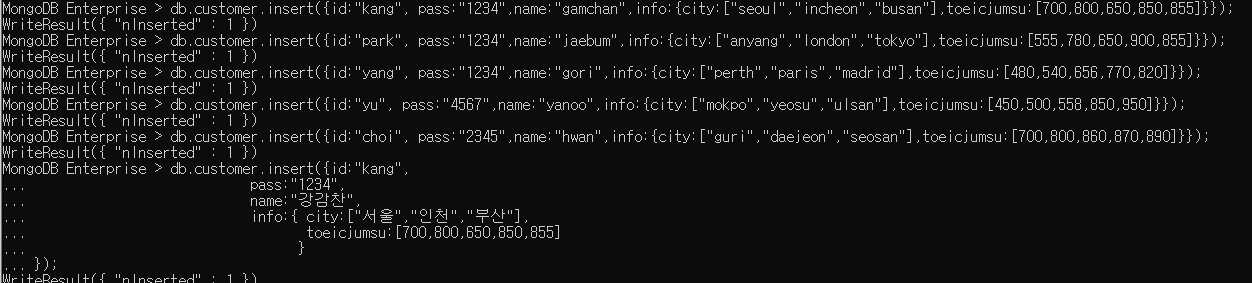 MongoDB Enterprise > db.customer.insert({id:"kang", pass:"1234",name:"gamchan",info:{city:["seoul","incheon","busan"],toeicjumsu:[700,800,650,850,855]}});
WriteResult({ "nInserted" : 1 })
MongoDB Enterprise > db.customer.insert({id:"park", pass:"1234",name:"jaebum",info:{city:["anyang","london","tokyo"],toeicjumsu:[555,780,650,900,855]}});
WriteResult({ "nInserted" : 1 })
MongoDB Enterprise > db.customer.insert({id:"yang", pass:"1234",name:"gori",info:{city:["perth","paris","madrid"],toeicjumsu:[480,540,656,770,820]}});
WriteResult({ "nInserted" : 1 })
MongoDB Enterprise > db.customer.insert({id:"yu", pass:"4567",name:"yanoo",info:{city:["mokpo","yeosu","ulsan"],toeicjumsu:[450,500,558,850,950]}});
WriteResult({ "nInserted" : 1 })
MongoDB Enterprise > db.customer.insert({id:"choi", pass:"2345",name:"hwan",info:{city:["guri","daejeon","seosan"],toeicjumsu:[700,800,860,870,890]}});
WriteResult({ "nInserted" : 1 })
MongoDB Enterprise > db.customer.insert({id:"kang",
... pass:"1234",
... name:"강감찬",
... info:{ city:["서울","인천","부산"],
... toeicjumsu:[700,800,650,850,855]
... }
... });
WriteResult({ "nInserted" : 1 })